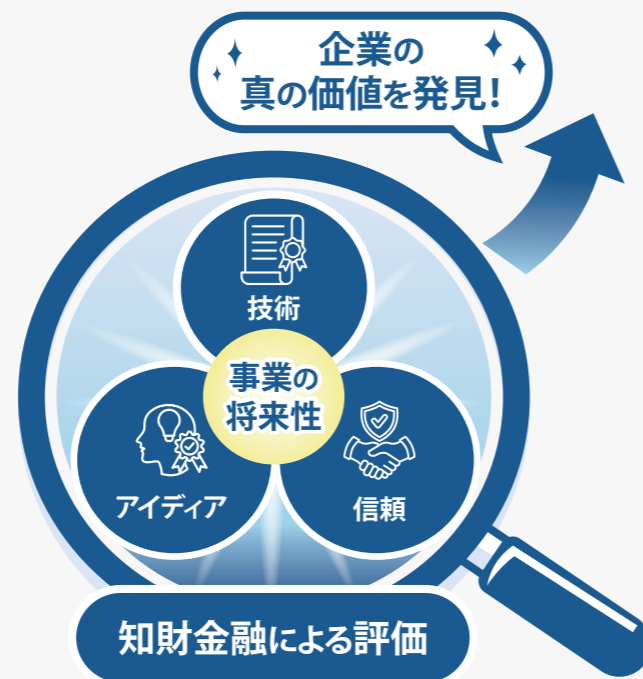 企業の
真の価値を発見!
技術
事業の
将来性
アイディア
信頼
知財金融による評価